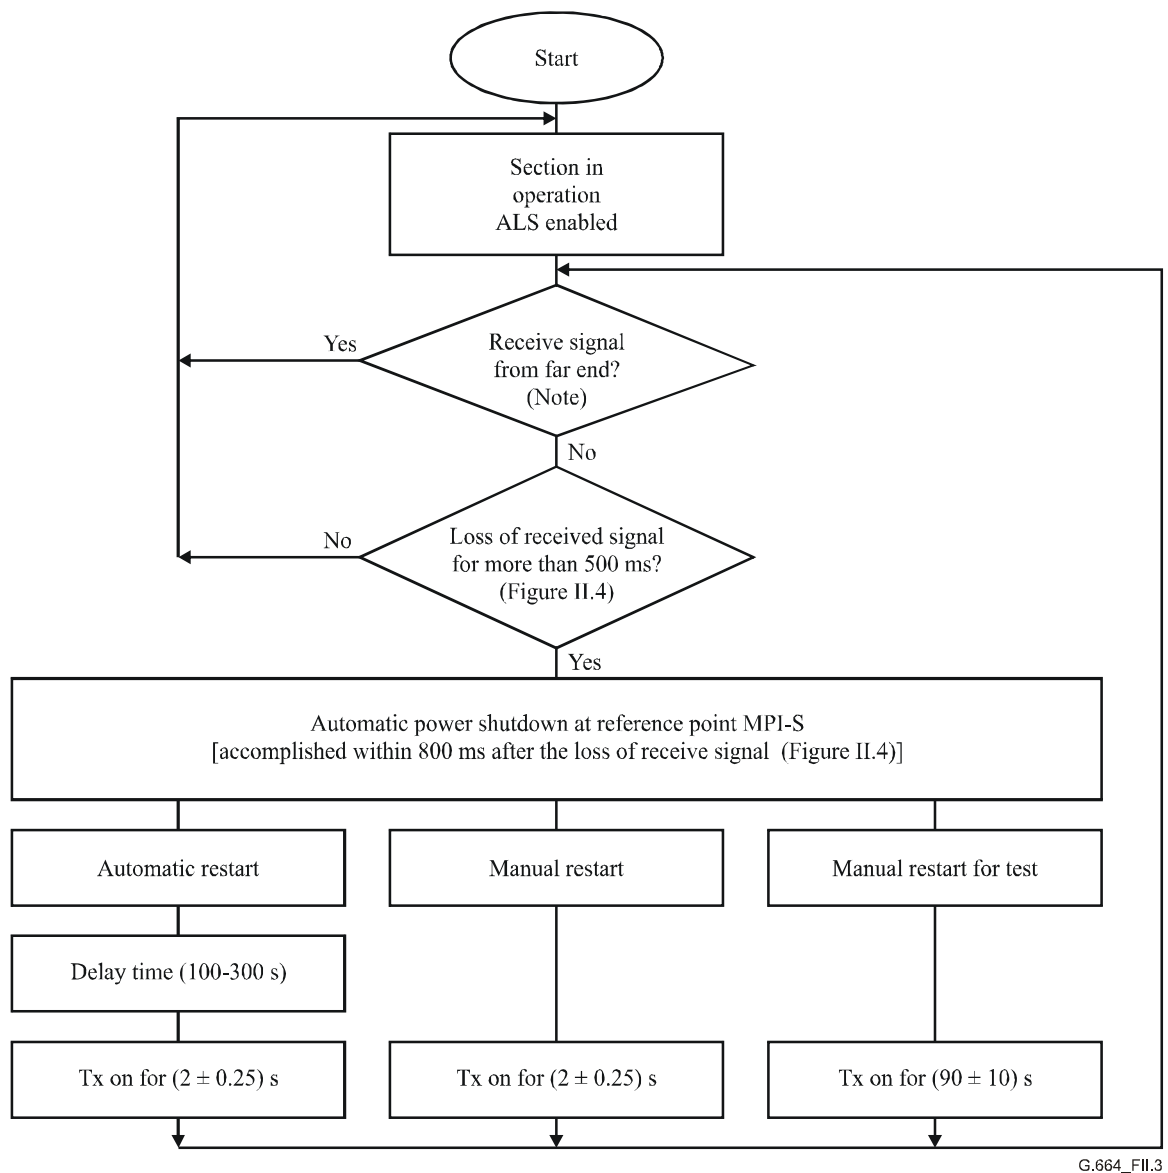 Start
Section in
operation
ALS enabled
Yes
Receive signal
from far end?
(Note)
No
No
Loss of received signal
for more than 500 ms?
(Figure II.4)
Yes
Automatic power shutdown at reference point MPI-S
[accomplished within 800 ms after the loss of receive signal (Figure II.4)]
Automatic restart
Manual restart
Manual restart for test
Delay time (100-300 s)
Tx on for (2 ± 0.25) s
Tx on for (2 ± 0.25) s
Tx on for (90 ± 10) s
G.664_FII.3